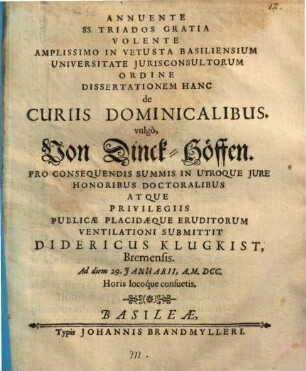 12.
ANNUENTE
SS TRIADOS GRATIA
VOLENTE
AMPLISSIMO IN VETUSTA BASILIENSIUM
UNIVERSITATE JURISCONSULTORUM
ORDINE
DISSERTATIONEM HANC
de
CURIIS DOMINICALIBUS.
vulgò,
Von Dinck-Höffen.
PRO CONSEQUENDIS SUMMIS IN UTROQUE JURE
HONORIBUS DOCTORALIBUS
ATQUE
PRIVILEGIIS
PUBLICÆ PLACIDÆQUE ERUDITORUM
VENTILATIONI SUBMITTIT
DIDERICUS KLUGKIST,
Bremensis.
Ad diem 29. JANUARII, A.M. DCC.
Horis locoque consuetis.
BASILEÆ,
Typis JOHANNIS BRANDMYLLERI.
m.